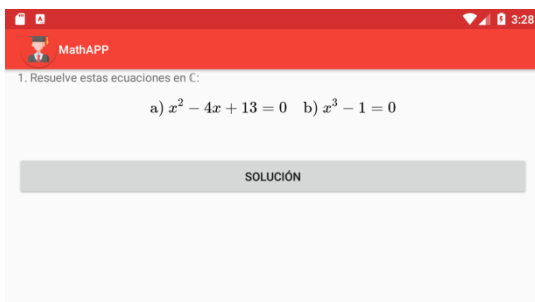 A 3:28
MathAPP
1. Resuelve estas ecuaciones en ℂ:
a) x² − 4x + 13 = 0 b) x³ − 1 = 0
SOLUCIÓN